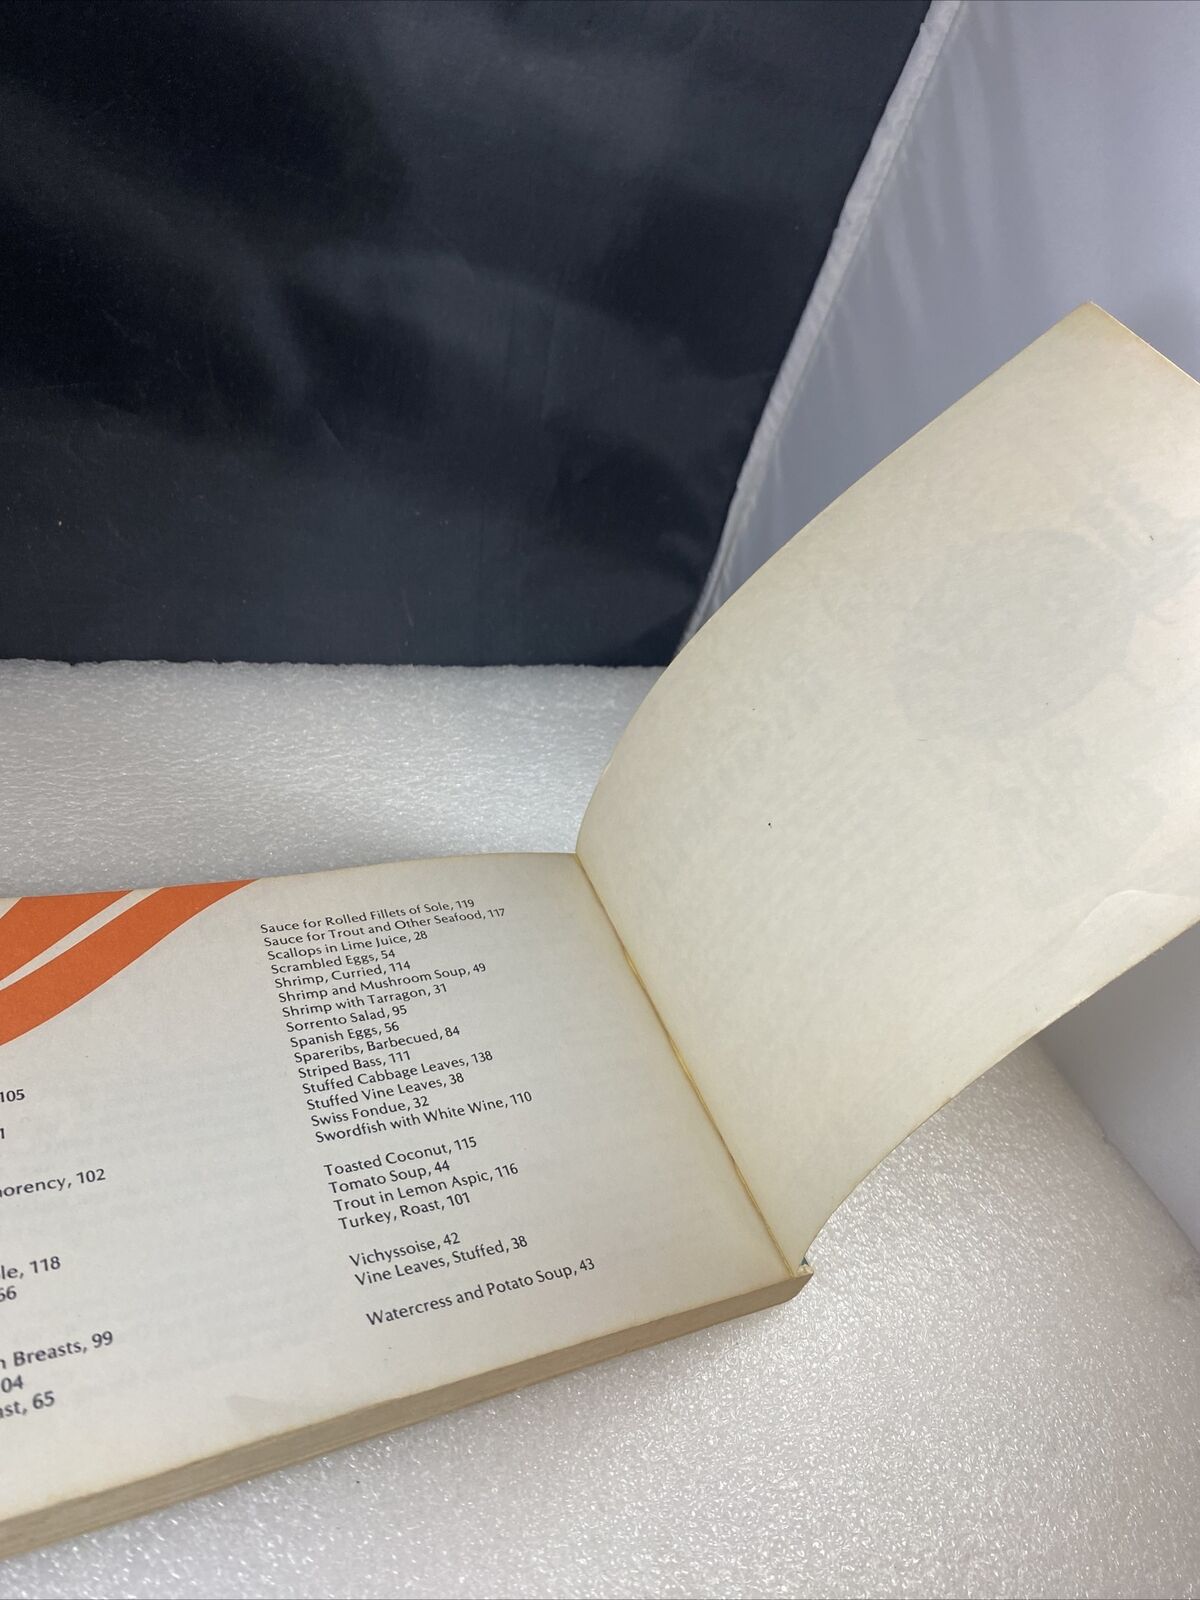 105
1
orency, 102
le, 118
66
Breasts, 99
04
st, 65
Sauce for Rolled Fillets of Sole, 119
Sauce for Trout and Other Seafood, 117
Scallops in Lime Juice, 28
Scrambled Eggs, 54
Shrimp, Curried, 114
Shrimp and Mushroom Soup, 49
Shrimp with Tarragon, 31
Sorrento Salad, 95
Spanish Eggs, 56
Spareribs, Barbecued, 84
Striped Bass, 111
Stuffed Cabbage Leaves, 138
Stuffed Vine Leaves, 38
Swiss Fondue, 32
Swordfish with White Wine, 110
Toasted Coconut, 115
Tomato Soup, 44
Trout in Lemon Aspic, 116
Turkey, Roast, 101
Vichyssoise, 42
Vine Leaves, Stuffed, 38
Watercress and Potato Soup, 43